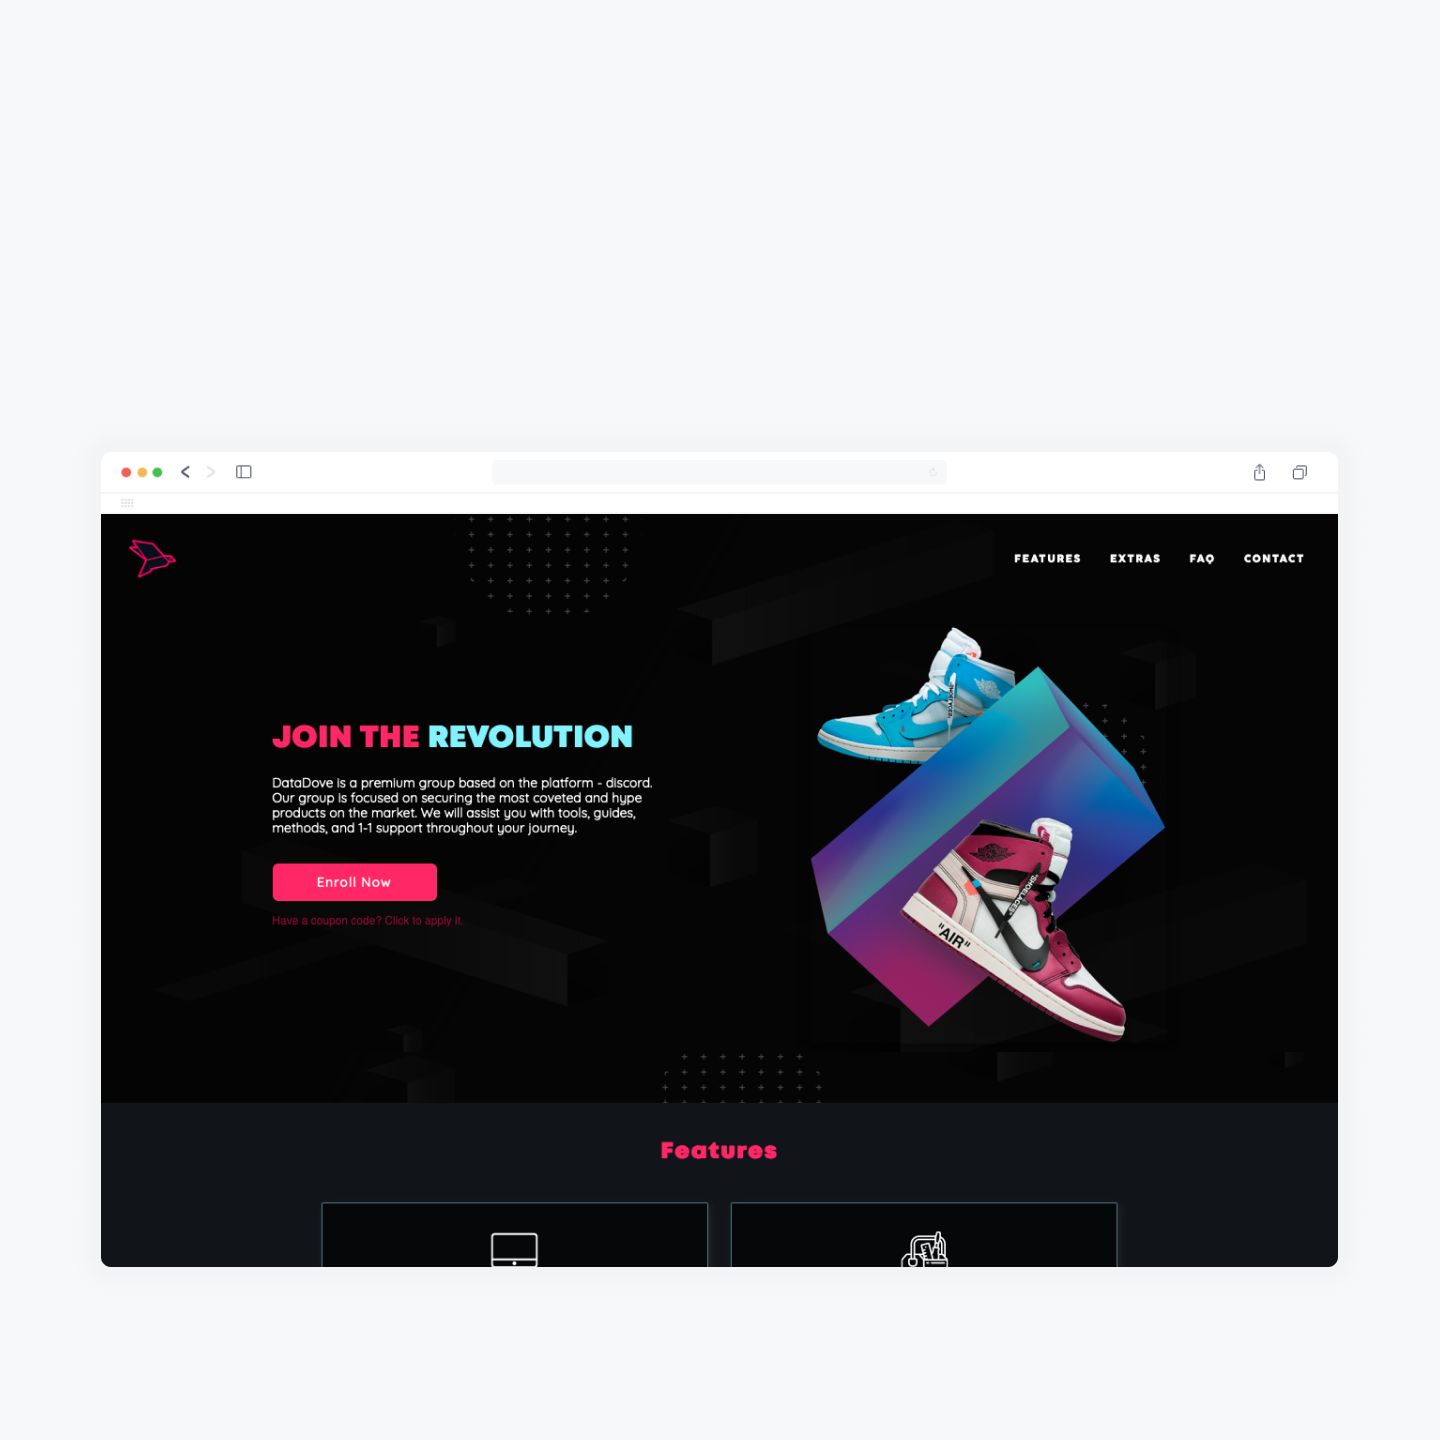 FEATURES EXTRAS FAQ CONTACT
JOIN THE REVOLUTION
DataDove is a premium group based on the platform - discord.
Our group is focused on securing the most coveted and hype
products on the market. We will assist you with tools, guides,
methods, and 1-1 support throughout your journey.
Enroll Now
Have a coupon code? Click to apply it.
"SHOELACES"
"AIR"
Features